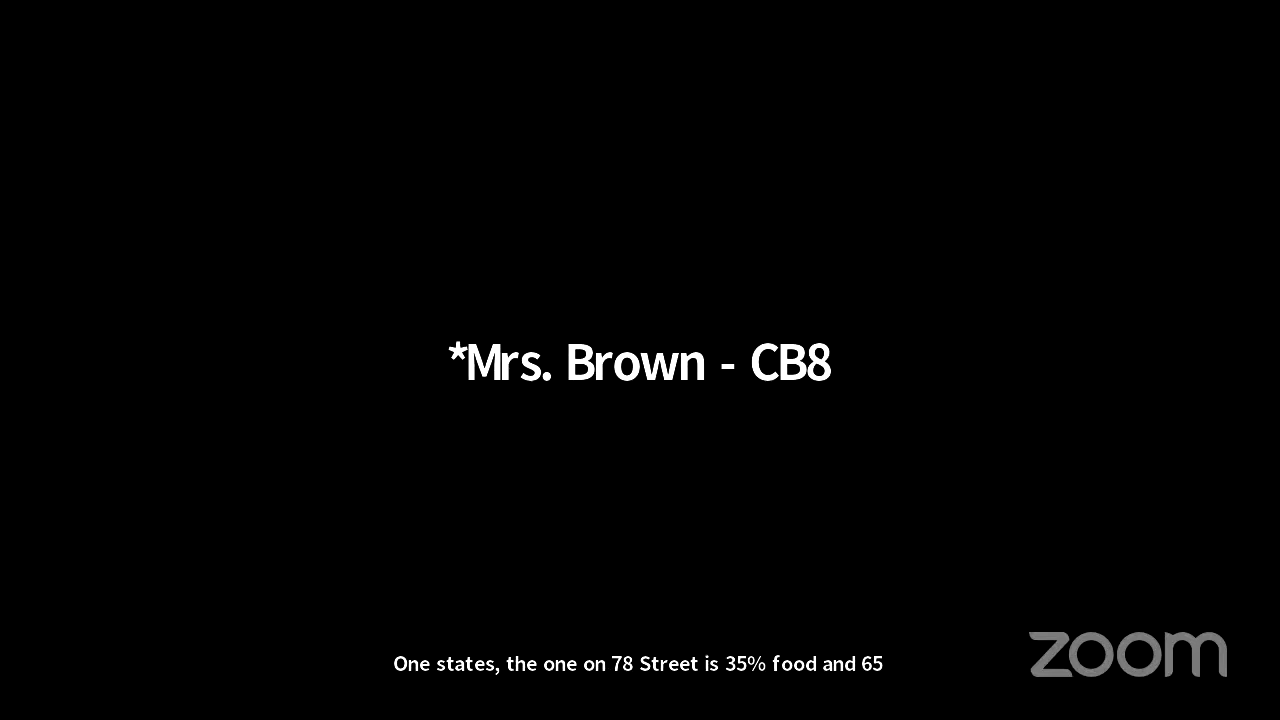 *Mrs. Brown - CB8
One states, the one on 78 Street is 35% food and 65
zoom